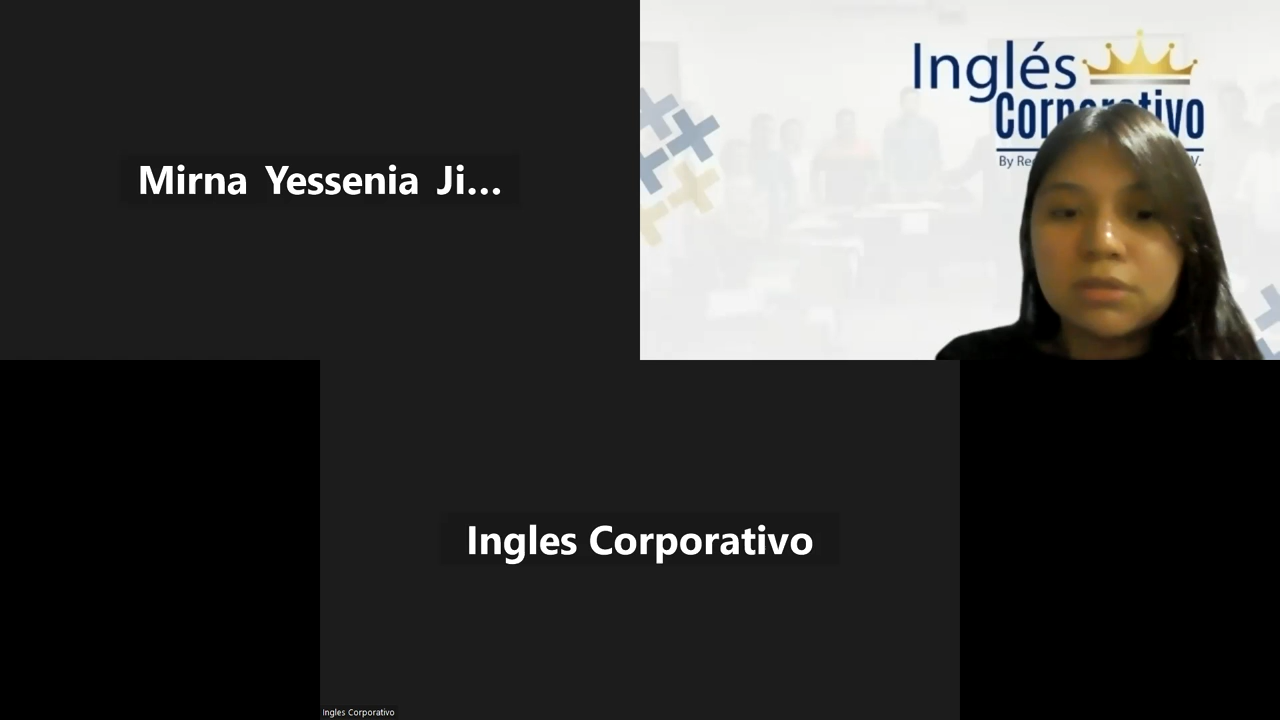 Mirna Yessenia Ji...
Inglés
Corporativo
By Re
V.
Ingles Corporativo
Ingles Corporativo